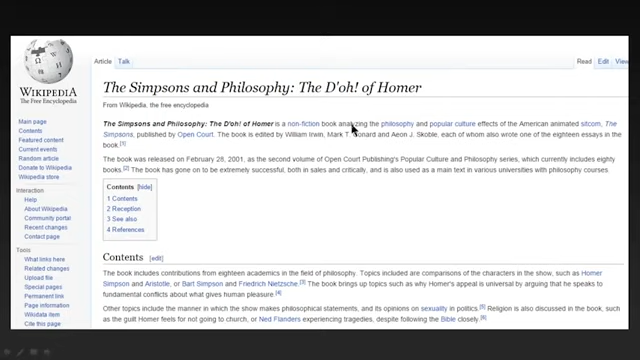 WIKIPEDIA
The Free Encyclopedia
Main page
Contents
Featured content
Current events
Random article
Donate to Wikipedia
Wikipedia store
Interaction
Help
About Wikipedia
Community portal
Recent changes
Contact page
Tools
What links here
Related changes
Upload file
Special pages
Permanent link
Page information
Wikidata item
Cite this page
Article Talk
Read Edit View
The Simpsons and Philosophy: The D'oh! of Homer
From Wikipedia, the free encyclopedia
The Simpsons and Philosophy: The D'oh! of Homer is a non-fiction book analyzing the philosophy and popular culture effects of the American animated sitcom, The
Simpsons, published by Open Court. The book is edited by William Irwin, Mark T. Conard and Aeon J. Skoble, each of whom also wrote one of the eighteen essays in the
book.[1]
The book was released on February 28, 2001, as the second volume of Open Court Publishing's Popular Culture and Philosophy series, which currently includes eighty
books.[2] The book has gone on to be extremely successful, both in sales and critically, and is also used as a main text in various universities with philosophy courses.
Contents [hide]
1 Contents
2 Reception
3 See also
4 References
Contents [edit]
The book includes contributions from eighteen academics in the field of philosophy. Topics included are comparisons of the characters in the show, such as Homer
Simpson and Aristotle, or Bart Simpson and Friedrich Nietzsche.[3] The book brings up topics such as why Homer's appeal is universal by arguing that he speaks to
fundamental conflicts about what gives human pleasure.[4]
Other topics include the manner in which the show makes philosophical statements, and its opinions on sexuality in politics.[5] Religion is also discussed in the book, such
as the guilt Homer feels for not going to church, or Ned Flanders experiencing tragedies, despite following the Bible closely.[6]